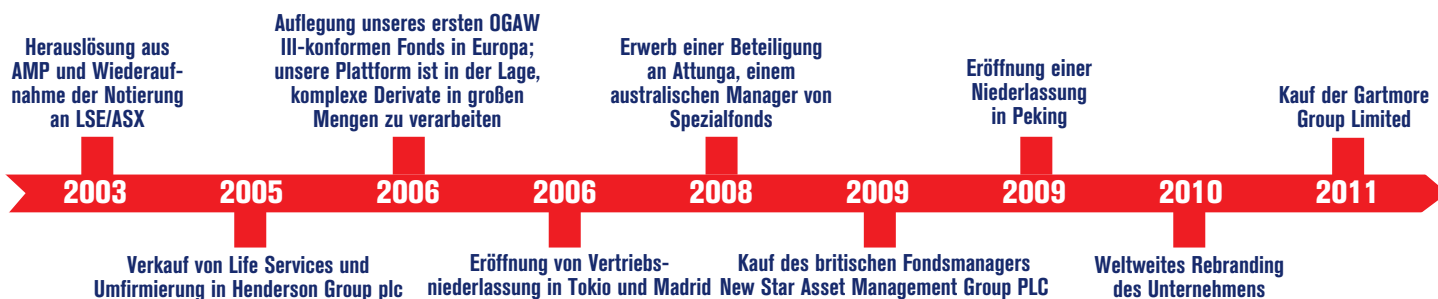 Herauslösung aus
AMP und Wiederauf-
nahme der Notierung
an LSE/ASX
Auflegung unseres ersten OGAW
III-konformen Fonds in Europa;
unsere Plattform ist in der Lage,
komplexe Derivate in großen
Mengen zu verarbeiten
Erwerb einer Beteiligung
an Attunga, einem
australischen Manager von
Spezialfonds
Eröffnung einer
Niederlassung
in Peking
Kauf der Gartmore
Group Limited
2003 2005 2006 2006 2008 2009 2009 2010 2011
Verkauf von Life Services und
Umfirmierung in Henderson Group plc
Eröffnung von Vertriebs-
niederlassung in Tokio und Madrid
Kauf des britischen Fondsmanagers
New Star Asset Management Group PLC
Weltweites Rebranding
des Unternehmens